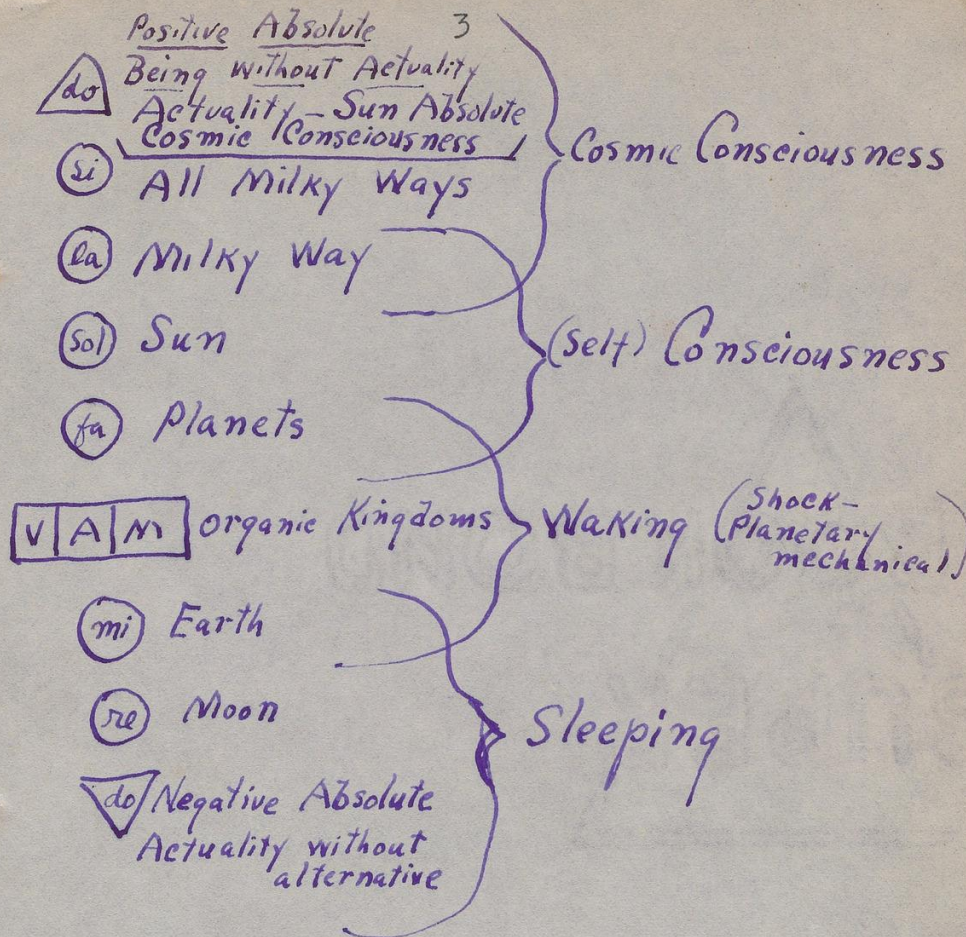 Positive Absolute 3
do Being without Actuality
Actuality - Sun Absolute
Cosmic Consciousness
Cosmic Consciousness
si All Milky Ways
la Milky Way
sol Sun
(Self) Consciousness
fa Planets
V A M Organic Kingdoms
Waking (Shock-
Planetary
mechanical)
mi Earth
re Moon
Sleeping
do Negative Absolute
Actuality without
alternative